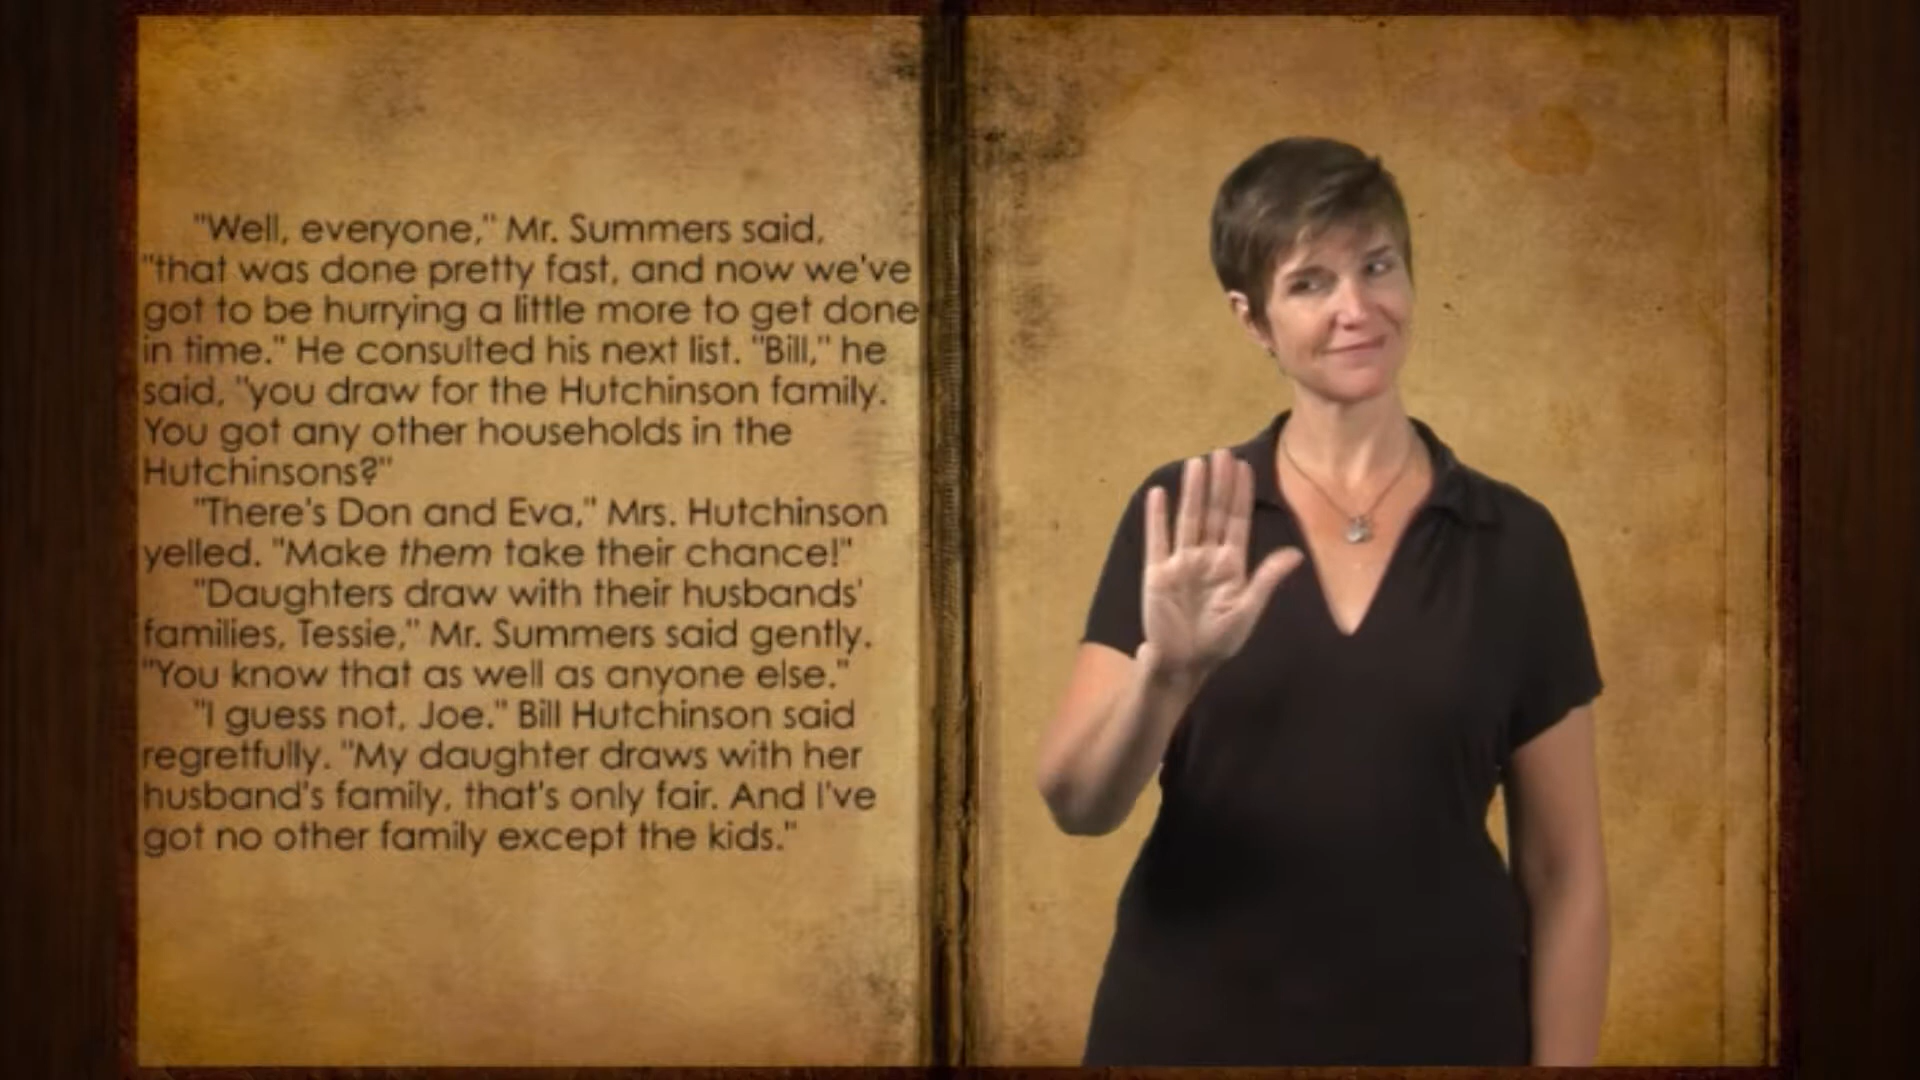 "Well, everyone," Mr. Summers said,
"that was done pretty fast, and now we've
got to be hurrying a little more to get done
in time." He consulted his next list. "Bill," he
said, "you draw for the Hutchinson family.
You got any other households in the
Hutchinsons?"
"There's Don and Eva," Mrs. Hutchinson
yelled. "Make them take their chance!"
"Daughters draw with their husbands'
families, Tessie," Mr. Summers said gently.
"You know that as well as anyone else."
"I guess not, Joe." Bill Hutchinson said
regretfully. "My daughter draws with her
husband's family, that's only fair. And I've
got no other family except the kids."